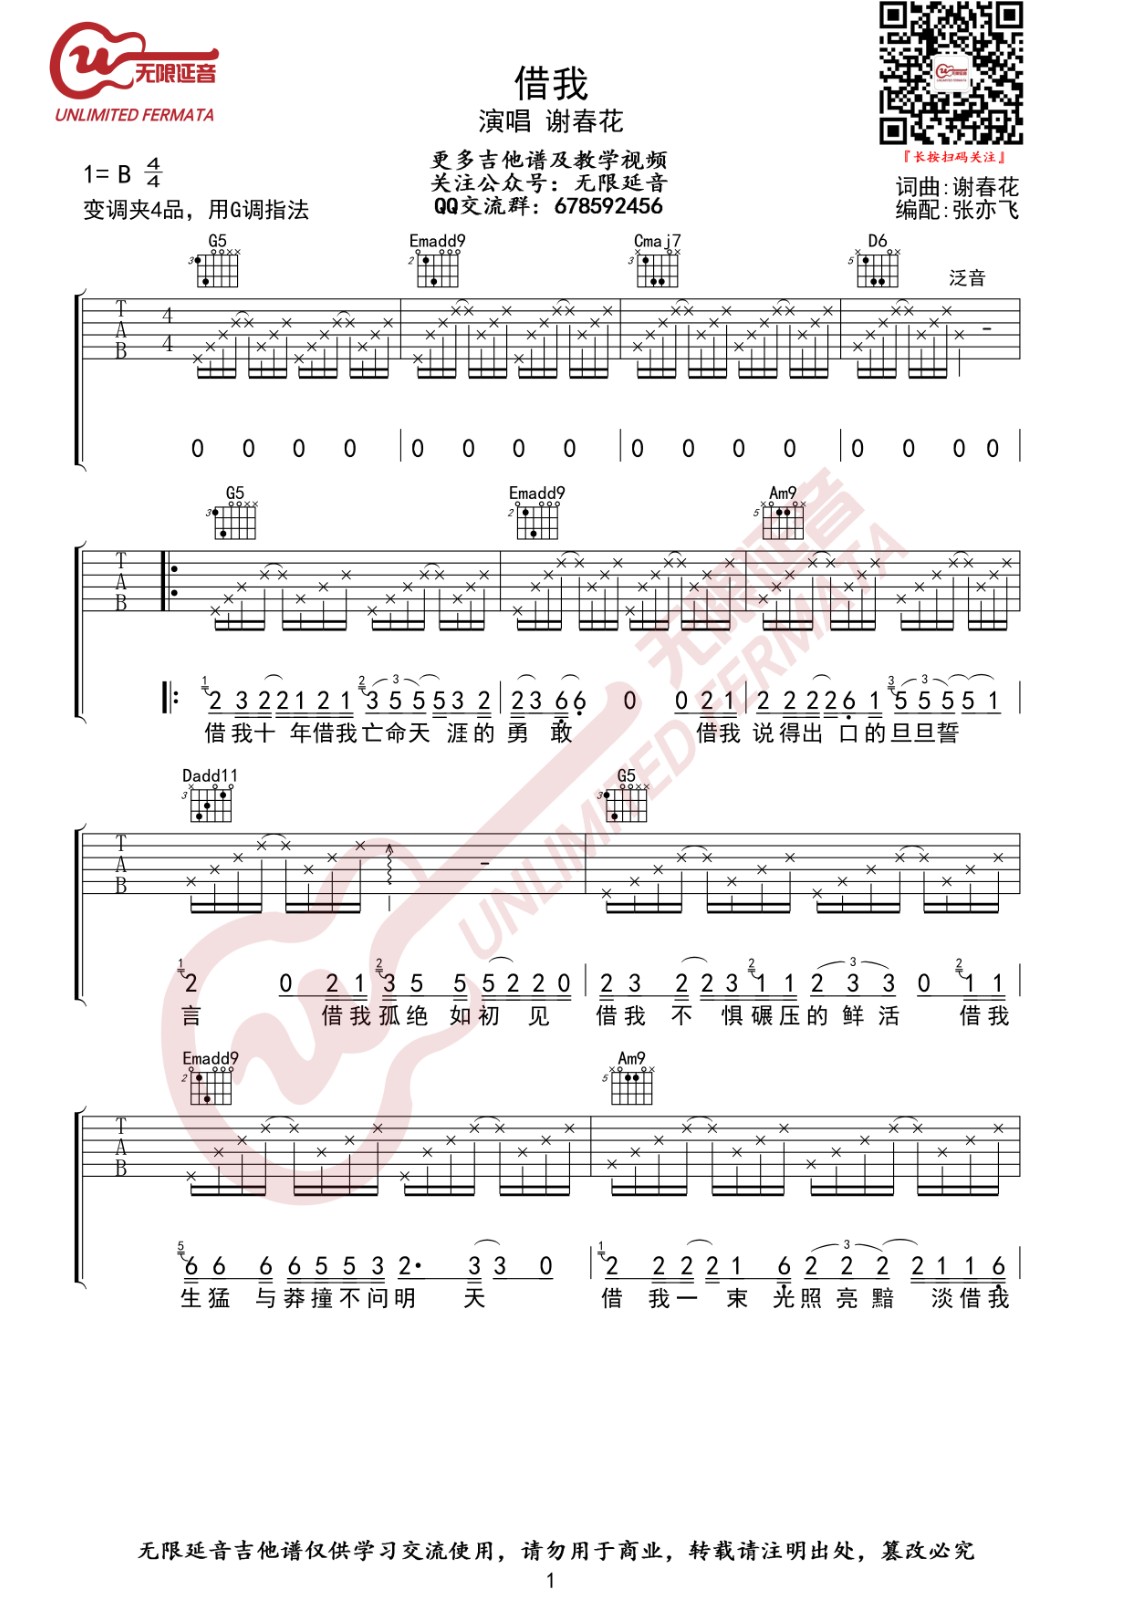 无限延音
UNLIMITED FERMATA
借我
演唱 谢春花
更多吉他谱及教学视频
关注公众号：无限延音
QQ交流群：678592456
『长按扫码关注』
1= B 4/4
变调夹4品，用G调指法
词曲:谢春花
编配:张亦飞
G5 Emadd9 Cmaj7 D6
泛音
T A B 4 4
0 0 0 0 0 0 0 0 0 0 0 0 0 0 0 0
G5 Emadd9 Am9
T A B
2 3 2 2 1 2 1 3 5 5 5 3 2 2 3 6 6 0 0 2 1 2 2 2 2 6 1 5 5 5 5 5 1
借我十 年借我亡命天 涯的 勇 敢 借我 说得出 口的旦旦誓
Dadd11 G5
T A B
2 0 2 1 3 5 5 5 2 2 0 2 3 2 2 3 1 1 2 3 3 0 1 1
言 借我孤绝 如初 见 借我 不 惧碾压的 鲜 活 借我
Emadd9 Am9
T A B
6 6 6 6 5 5 3 2· 3 3 0 2 2 2 2 1 6 2 2 2 2 1 1 6
生猛 与莽撞不问明 天 借 我一 束 光照 亮黯 淡借我
无限延音吉他谱仅供学习交流使用，请勿用于商业，转载请注明出处，篡改必究
1